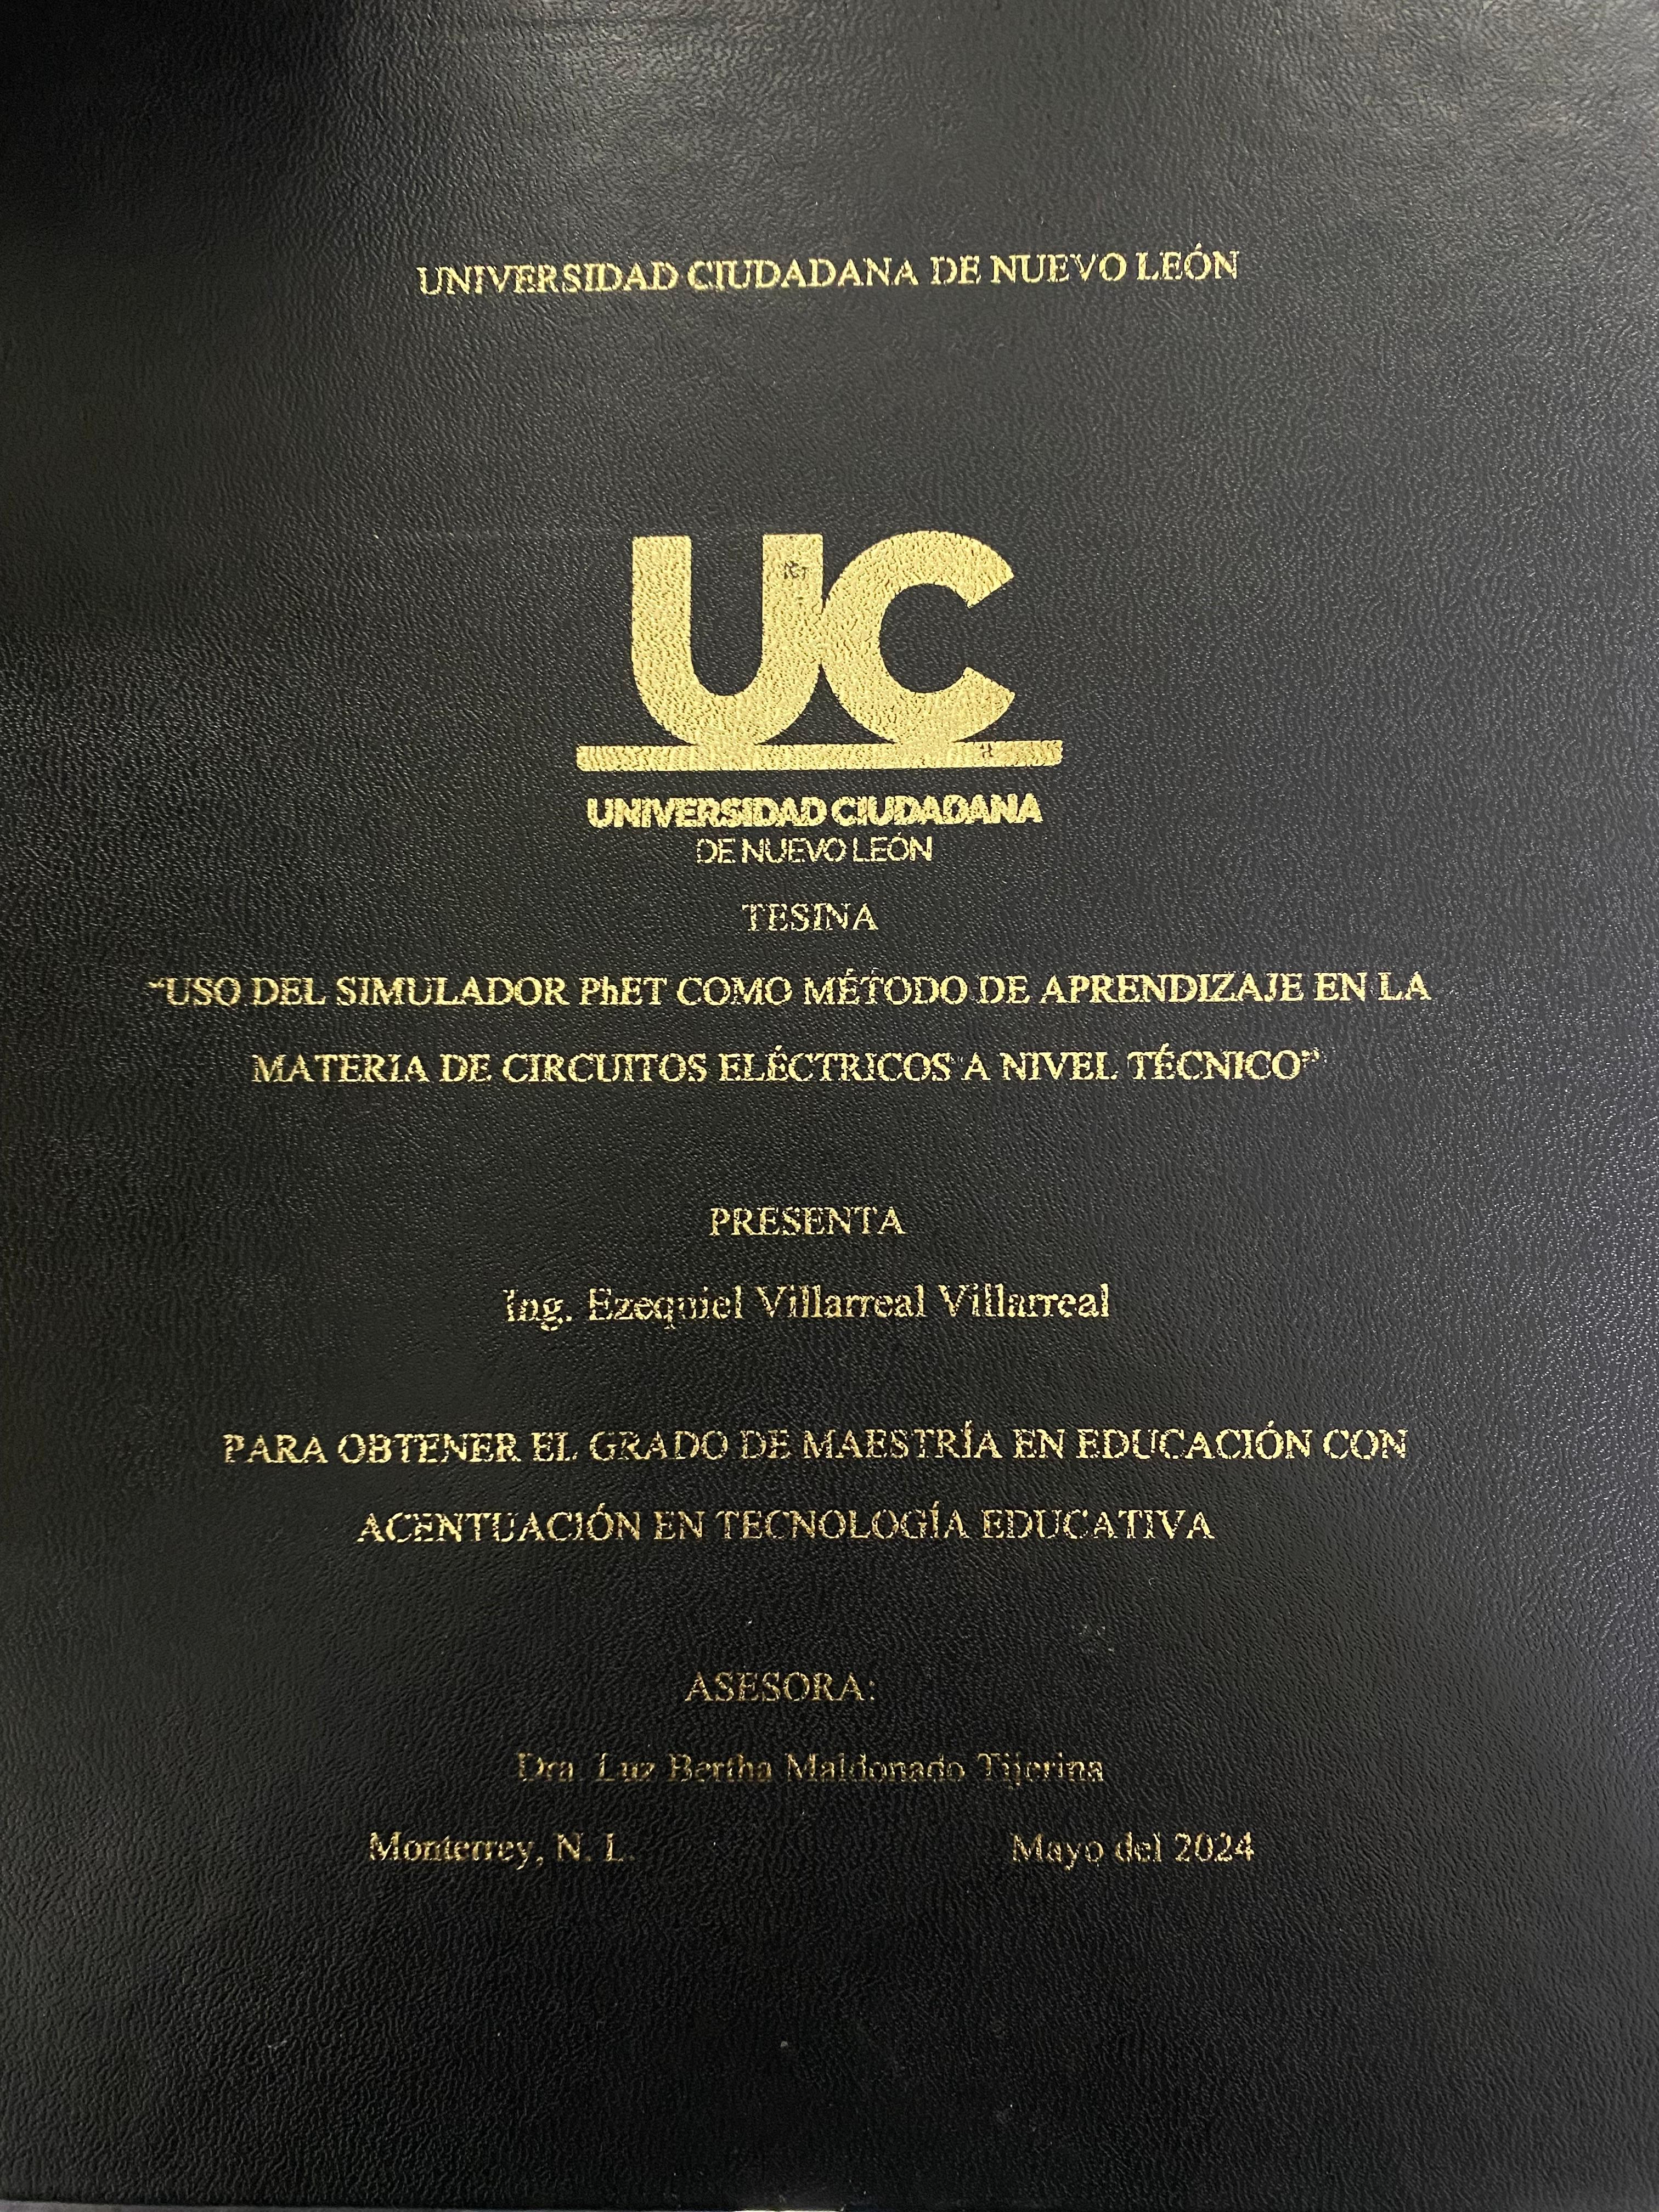 UNIVERSIDAD CIUDADANA DE NUEVO LEÓN
UC
UNIVERSIDAD CIUDADANA
DE NUEVO LEÓN
TESINA
“USO DEL SIMULADOR PhET COMO MÉTODO DE APRENDIZAJE EN LA
MATERIA DE CIRCUITOS ELÉCTRICOS A NIVEL TÉCNICO”
PRESENTA
Ing. Ezequiel Villarreal Villarreal
PARA OBTENER EL GRADO DE MAESTRÍA EN EDUCACIÓN CON
ACENTUACIÓN EN TECNOLOGÍA EDUCATIVA
ASESORA:
Dra. Luz Bertha Maldonado Tijerina
Monterrey, N. L. Mayo del 2024